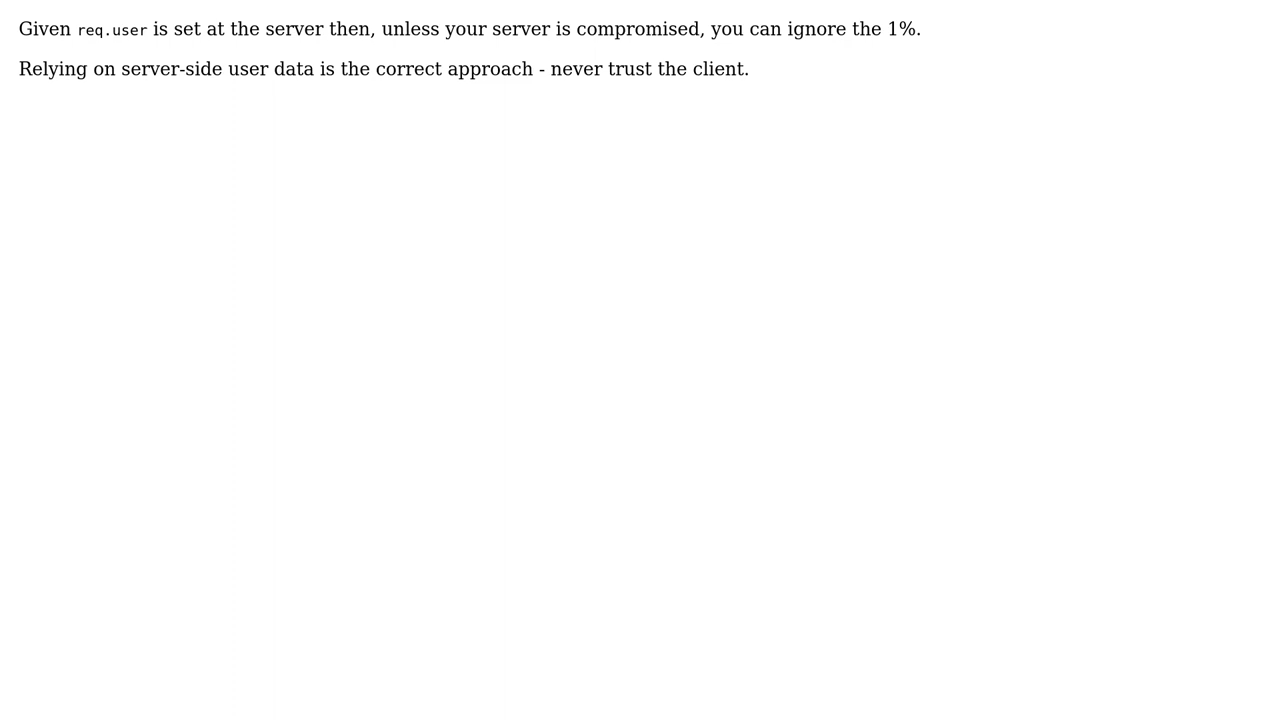 Given req.user is set at the server then, unless your server is compromised, you can ignore the 1%.
Relying on server-side user data is the correct approach - never trust the client.